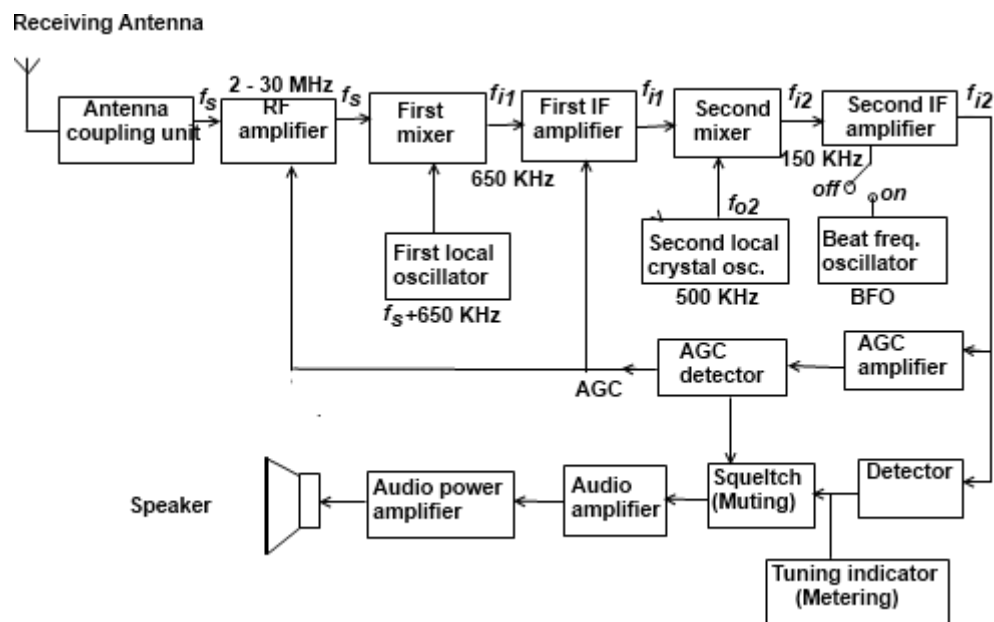 Receiving Antenna
Antenna
coupling unit
fs
2 - 30 MHz
RF
amplifier
fs
First
mixer
fi1
650 KHz
First IF
amplifier
fi1
Second
mixer
fi2
150 KHz
Second IF
amplifier
fi2
off
on
First local
oscillator
fs+650 KHz
fo2
Second local
crystal osc.
500 KHz
Beat freq.
oscillator
BFO
AGC
AGC
detector
AGC
amplifier
Speaker
Audio power
amplifier
Audio
amplifier
Squeltch
(Muting)
Detector
Tuning indicator
(Metering)